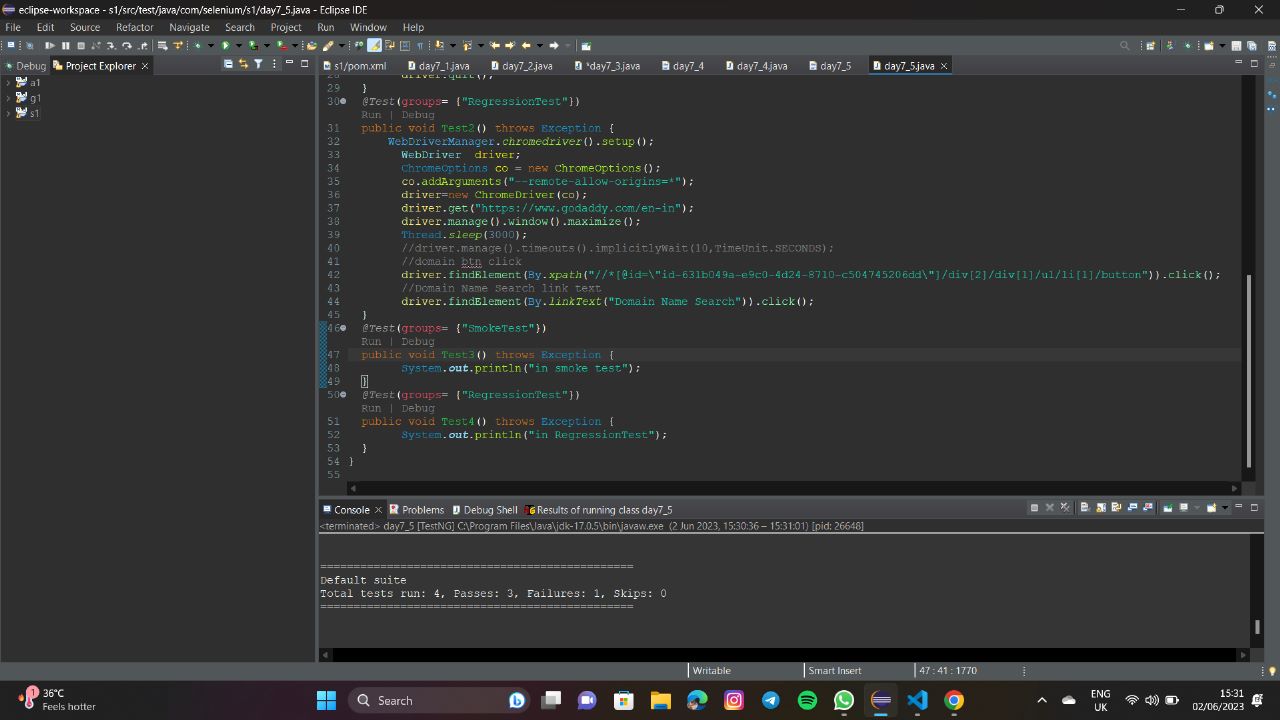 eclipse-workspace - s1/src/test/java/com/selenium/s1/day7_5.java - Eclipse IDE
File Edit Source Refactor Navigate Search Project Run Window Help
Debug Project Explorer
s1/pom.xml day7_1.java day7_2.java *day7_3.java day7_4 day7_4.java day7_5 day7_5.java
a1
g1
s1
28 driver.quit();
29 }
30 @Test(groups= {"RegressionTest"})
Run | Debug
31 public void Test2() throws Exception {
32 WebDriverManager.chromedriver().setup();
33 WebDriver driver;
34 ChromeOptions co = new ChromeOptions();
35 co.addArguments("--remote-allow-origins=*");
36 driver=new ChromeDriver(co);
37 driver.get("https://www.godaddy.com/en-in");
38 driver.manage().window().maximize();
39 Thread.sleep(3000);
40 //driver.manage().timeouts().implicitlyWait(10,TimeUnit.SECONDS);
41 //domain btn click
42 driver.findElement(By.xpath("//*[@id=\"id-631b049a-e9c0-4d24-8710-c504745206dd\"]/div[2]/div[1]/ul/li[1]/button")).click();
43 //Domain Name Search link text
44 driver.findElement(By.linkText("Domain Name Search")).click();
45 }
46 @Test(groups= {"SmokeTest"})
Run | Debug
47 public void Test3() throws Exception {
48 System.out.println("in smoke test");
49 }
50 @Test(groups= {"RegressionTest"})
Run | Debug
51 public void Test4() throws Exception {
52 System.out.println("in RegressionTest");
53 }
54 }
55
Console Problems Debug Shell Results of running class day7_5
<terminated> day7_5 [TestNG] C:\Program Files\Java\jdk-17.0.5\bin\javaw.exe (2 Jun 2023, 15:30:36 – 15:31:01) [pid: 26648]
===============================================
Default suite
Total tests run: 4, Passes: 3, Failures: 1, Skips: 0
===============================================
Writable Smart Insert 47 : 41 : 1770
1 36°C
Feels hotter
Search
ENG
UK
15:31
02/06/2023